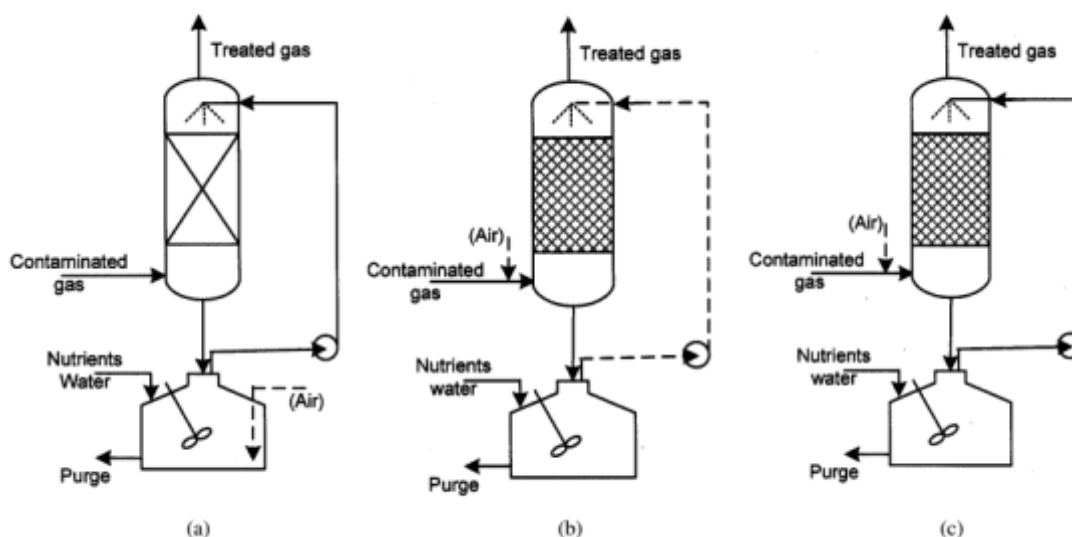 Treated gas
Contaminated
gas
Nutrients
Water
(Air)
Purge
(a)
Treated gas
(Air)
Contaminated
gas
Nutrients
water
Purge
(b)
Treated gas
(Air)
Contaminated
gas
Nutrients
water
Purge
(c)